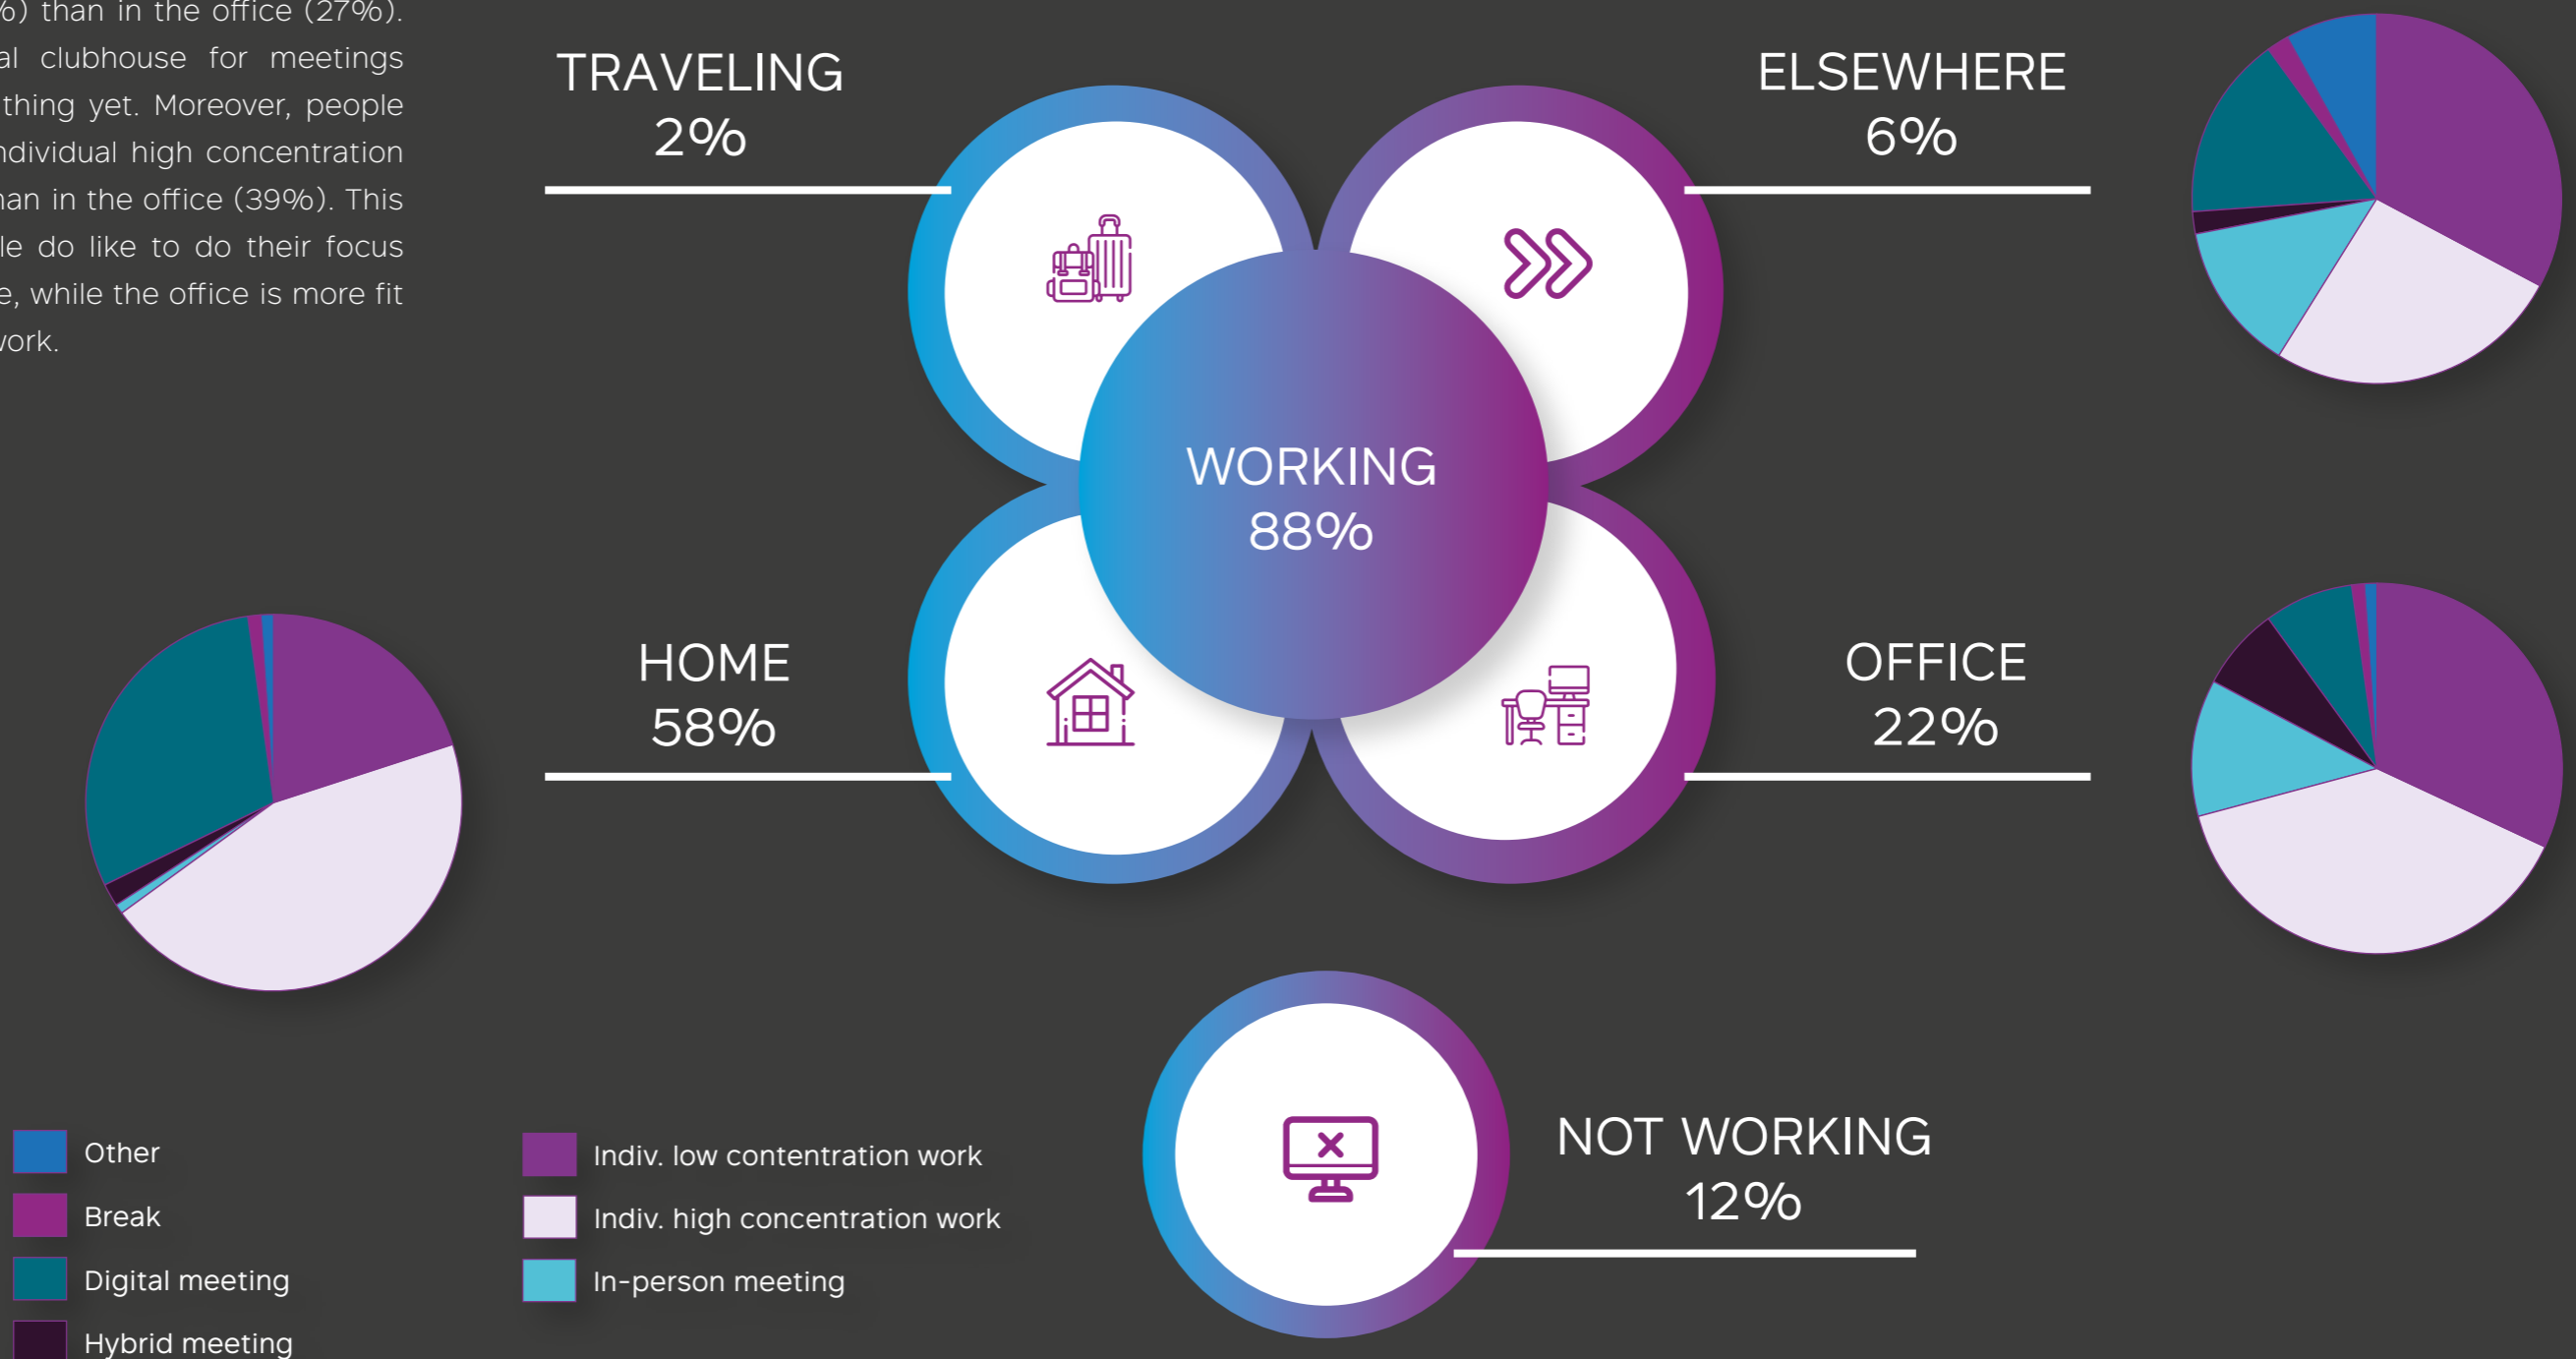 %) than in the office (27%).
al clubhouse for meetings
thing yet. Moreover, people
ndividual high concentration
han in the office (39%). This
le do like to do their focus
e, while the office is more fit
work.
TRAVELING
2%
ELSEWHERE
6%
WORKING
88%
HOME
58%
OFFICE
22%
NOT WORKING
12%
Other
Break
Digital meeting
Hybrid meeting
Indiv. low contentration work
Indiv. high concentration work
In-person meeting